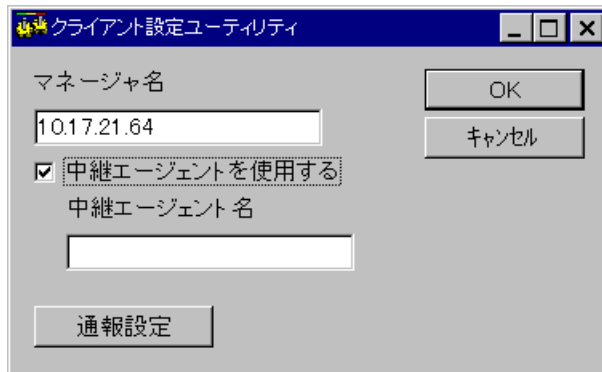 クライアント設定ユーティリティ
マネージャ名
10.17.21.64
OK
キャンセル
中継エージェントを使用する
中継エージェント名
通報設定